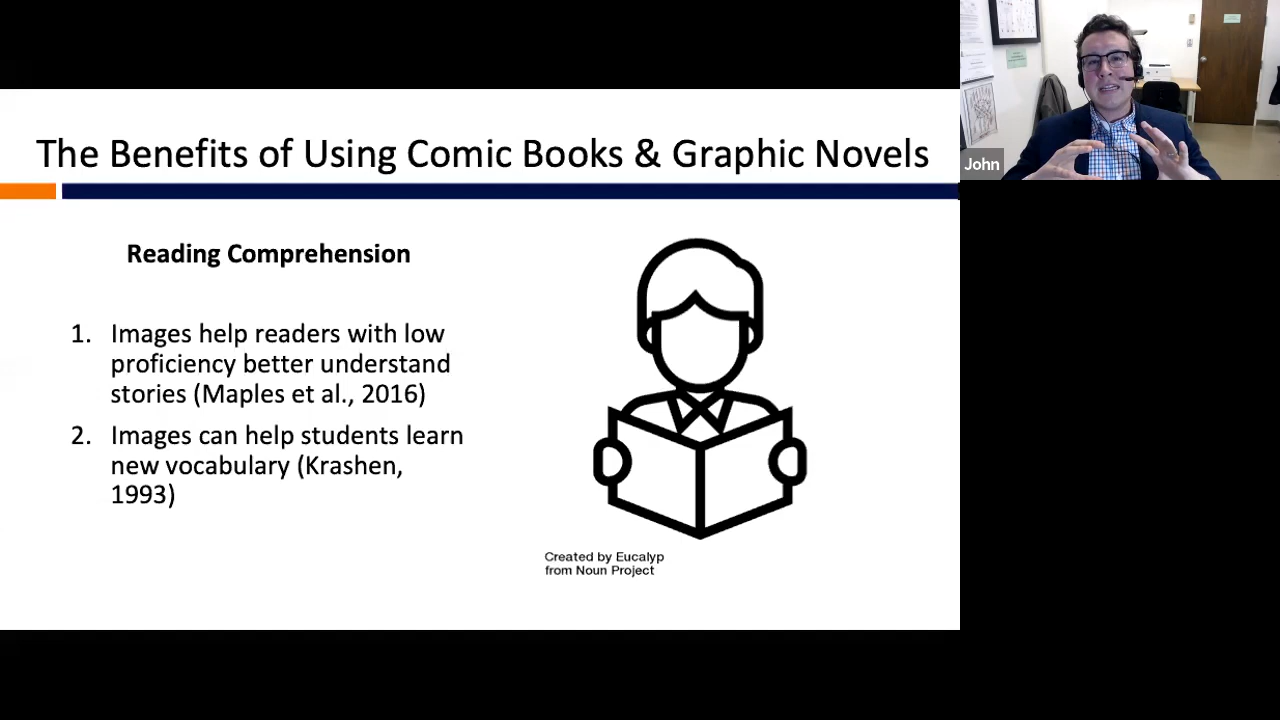 The Benefits of Using Comic Books & Graphic Novels
Reading Comprehension
1. Images help readers with low
proficiency better understand
stories (Maples et al., 2016)
2. Images can help students learn
new vocabulary (Krashen,
1993)
Created by Eucalyp
from Noun Project
John